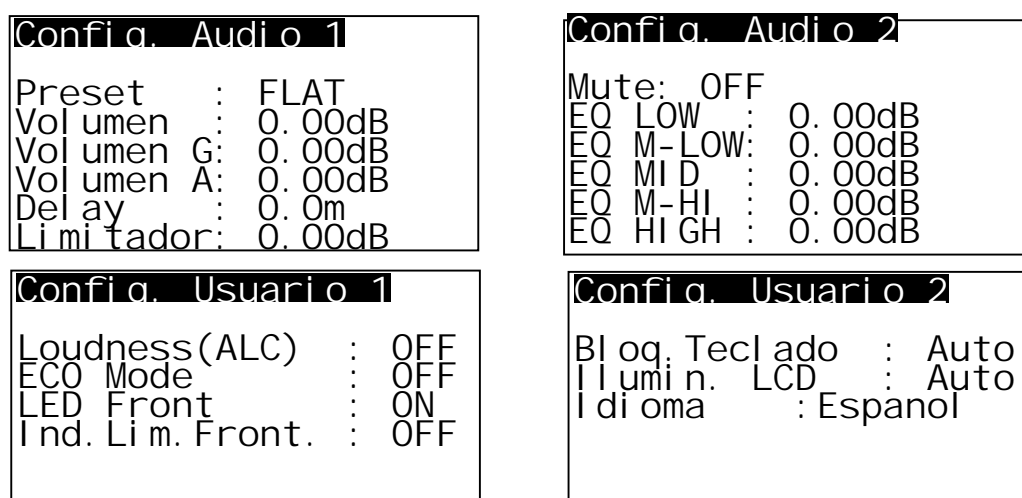 Config. Audio 1
Preset : FLAT
Volumen : 0.00dB
Volumen G: 0.00dB
Volumen A: 0.00dB
Delay : 0.0m
Limitador: 0.00dB
Config. Audio 2
Mute: OFF
EQ LOW : 0.00dB
EQ M-LOW: 0.00dB
EQ MID : 0.00dB
EQ M-HI : 0.00dB
EQ HIGH : 0.00dB
Config. Usuario 1
Loudness(ALC) : OFF
ECO Mode : OFF
LED Front : ON
Ind.Lim.Front. : OFF
Config. Usuario 2
Bloq.Teclado : Auto
Ilumin. LCD : Auto
Idioma :Espanol